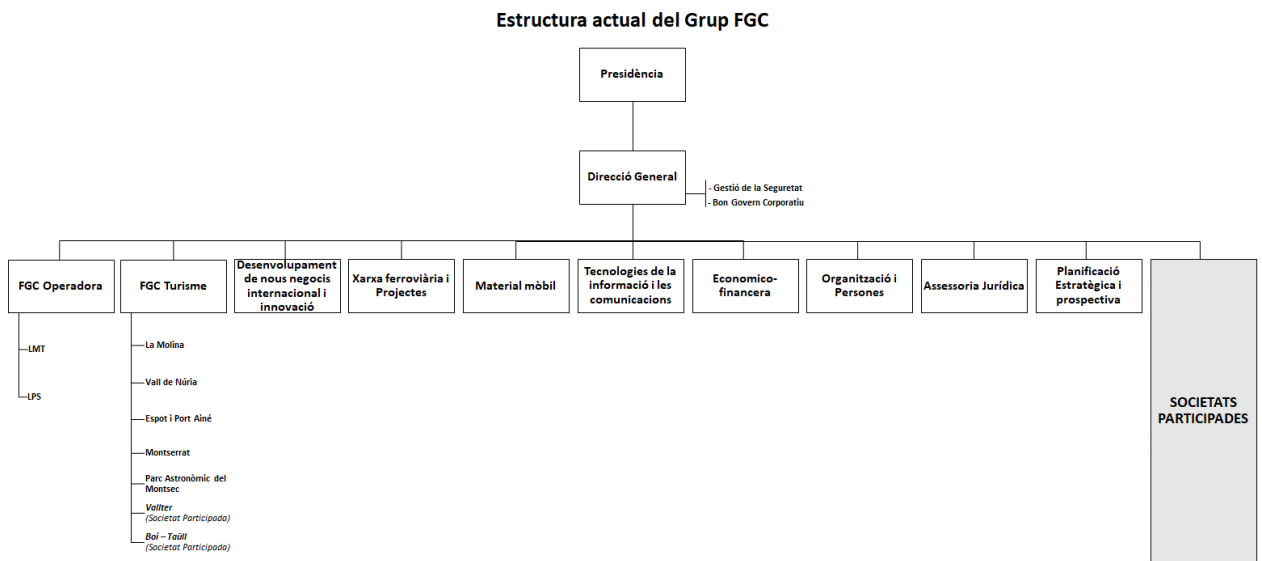 Estructura actual del Grup FGC
Presidència
Direcció General
- Gestió de la Seguretat
- Bon Govern Corporatiu
FGC Operadora
FGC Turisme
Desenvolupament
de nous negocis
internacional i
innovació
Xarxa ferroviària i
Projectes
Material mòbil
Tecnologies de la
informació i les
comunicacions
Economico-
financera
Organització i
Persones
Assessoria Jurídica
Planificació
Estratègica i
prospectiva
SOCIETATS
PARTICIPADES
LMT
LPS
La Molina
Vall de Núria
Espot i Port Ainé
Montserrat
Parc Astronòmic del
Montsec
Vallter
(Societat Participada)
Boí – Taüll
(Societat Participada)